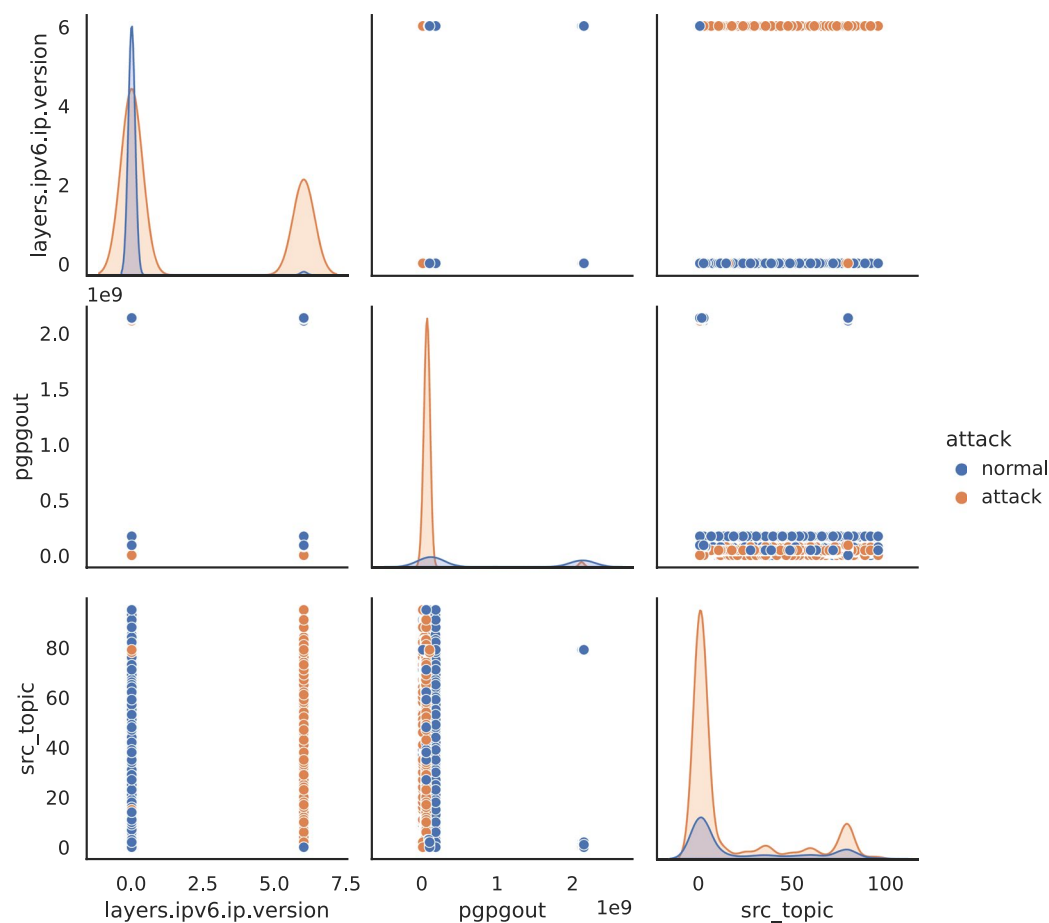 6
4
2
0
layers.ipv6.ip.version
1e9
2.0
1.5
1.0
0.5
0.0
pgpgout
attack
normal
attack
80
60
40
20
0
src_topic
0.0 2.5 5.0 7.5
layers.ipv6.ip.version
0 1 2
pgpgout 1e9
0 50 100
src_topic